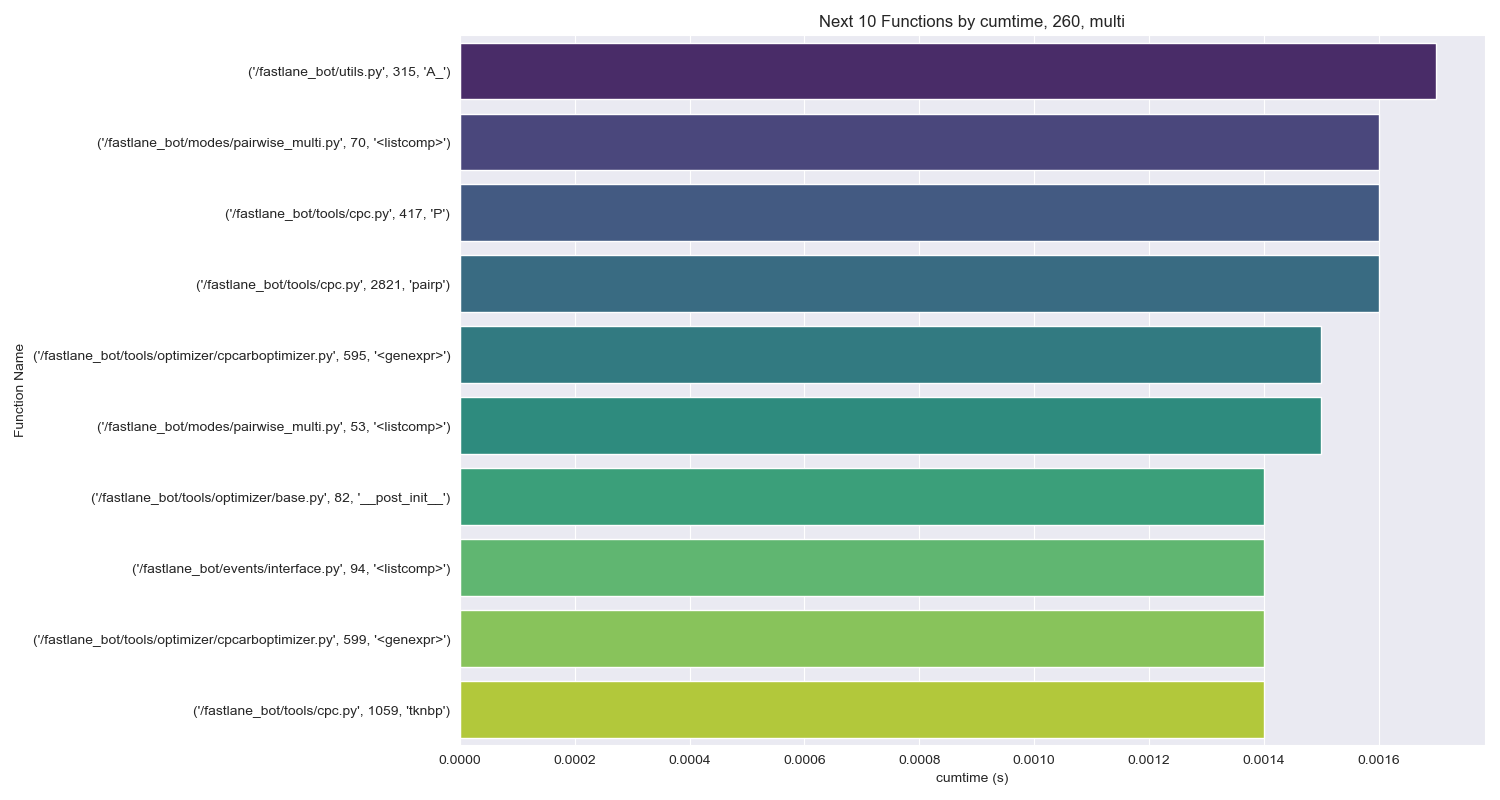 Next 10 Functions by cumtime, 260, multi
('/fastlane_bot/utils.py', 315, 'A_')
('/fastlane_bot/modes/pairwise_multi.py', 70, '<listcomp>')
('/fastlane_bot/tools/cpc.py', 417, 'P')
('/fastlane_bot/tools/cpc.py', 2821, 'pairp')
('/fastlane_bot/tools/optimizer/cpcarboptimizer.py', 595, '<genexpr>')
('/fastlane_bot/modes/pairwise_multi.py', 53, '<listcomp>')
('/fastlane_bot/tools/optimizer/base.py', 82, '__post_init__')
('/fastlane_bot/events/interface.py', 94, '<listcomp>')
('/fastlane_bot/tools/optimizer/cpcarboptimizer.py', 599, '<genexpr>')
('/fastlane_bot/tools/cpc.py', 1059, 'tknbp')
Function Name
0.0000 0.0002 0.0004 0.0006 0.0008 0.0010 0.0012 0.0014 0.0016
cumtime (s)